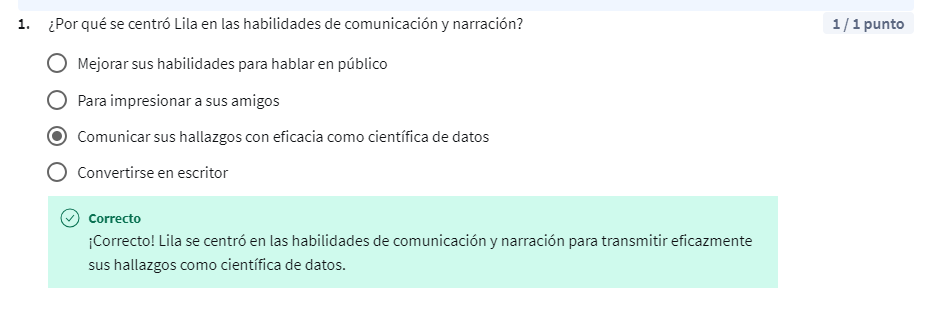 1. ¿Por qué se centró Lila en las habilidades de comunicación y narración? 1 / 1 punto
Mejorar sus habilidades para hablar en público
Para impresionar a sus amigos
Comunicar sus hallazgos con eficacia como científica de datos
Convertirse en escritor
Correcto
¡Correcto! Lila se centró en las habilidades de comunicación y narración para transmitir eficazmente
sus hallazgos como científica de datos.